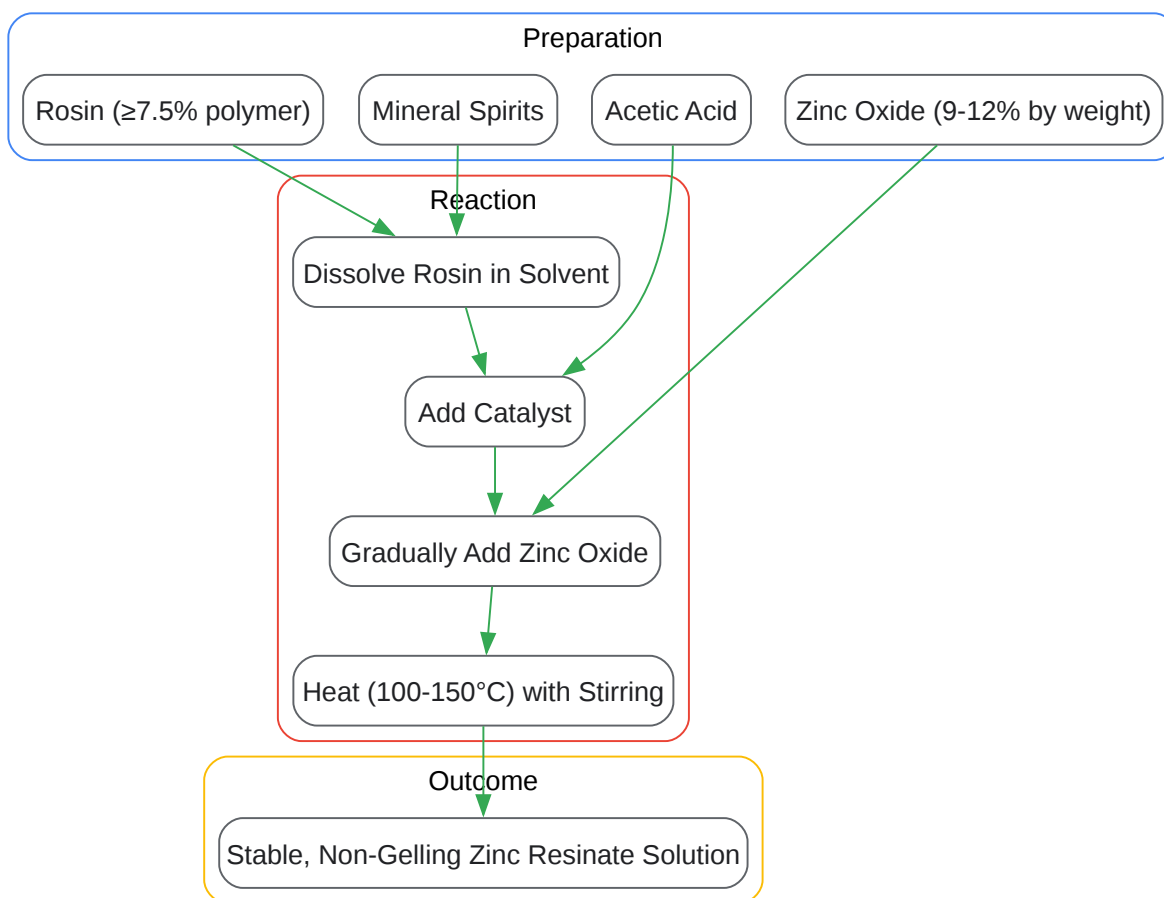 Preparation
Rosin (≥7.5% polymer)
Mineral Spirits
Acetic Acid
Zinc Oxide (9-12% by weight)
Reaction
Dissolve Rosin in Solvent
Add Catalyst
Gradually Add Zinc Oxide
Heat (100-150°C) with Stirring
Outcome
Stable, Non-Gelling Zinc Resinate Solution